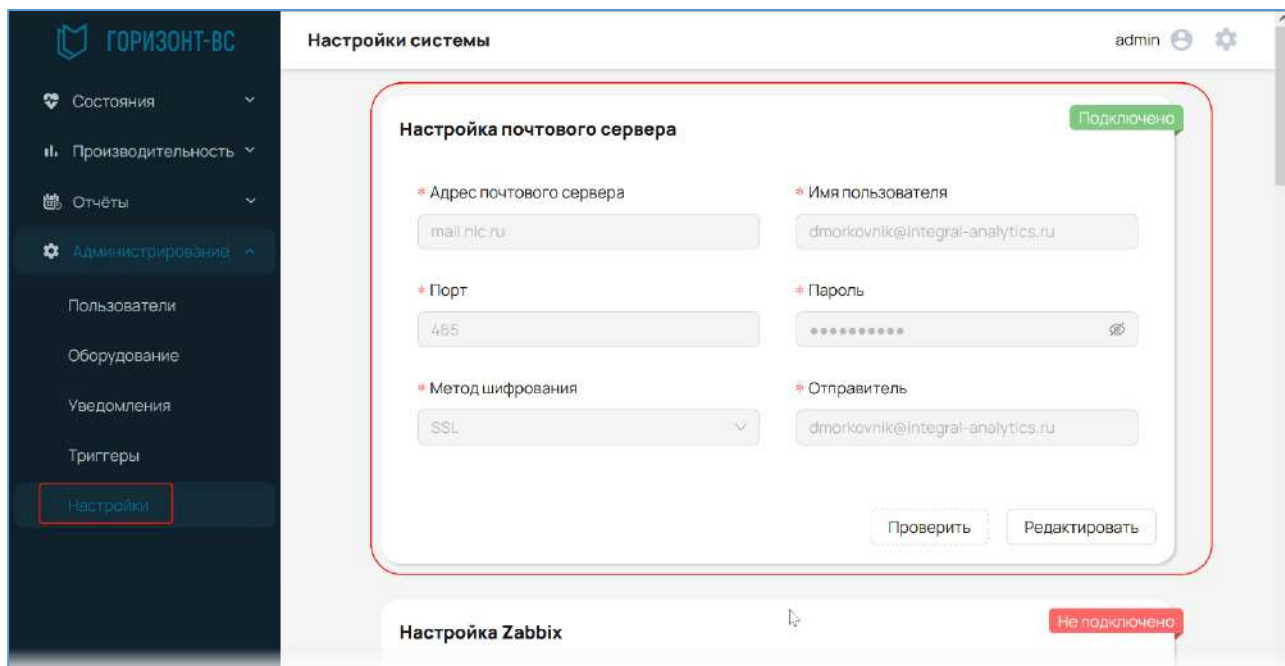 ГОРИЗОНТ-ВС
Настройки системы
admin
Состояния
Производительность
Отчёты
Администрирование
Пользователи
Оборудование
Уведомления
Триггеры
Настройки
Настройка почтового сервера
Подключено
* Адрес почтового сервера
* Имя пользователя
mail.nic.ru
dmorkovnik@integral-analytics.ru
* Порт
* Пароль
465
* Метод шифрования
* Отправитель
SSL
dmorkovnik@integral-analytics.ru
Проверить
Редактировать
Настройка Zabbix
Не подключено